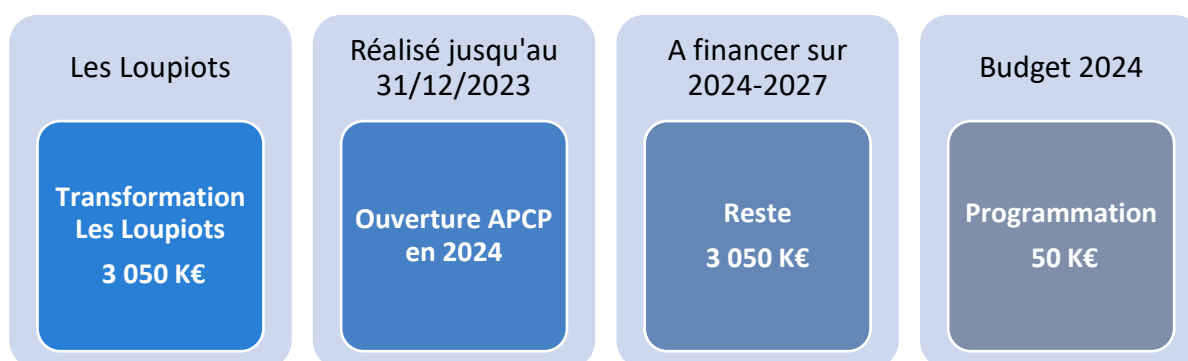 Les Loupiots
Transformation
Les Loupiots
3 050 K€
Réalisé jusqu'au
31/12/2023
Ouverture APCP
en 2024
A financer sur
2024-2027
Reste
3 050 K€
Budget 2024
Programmation
50 K€